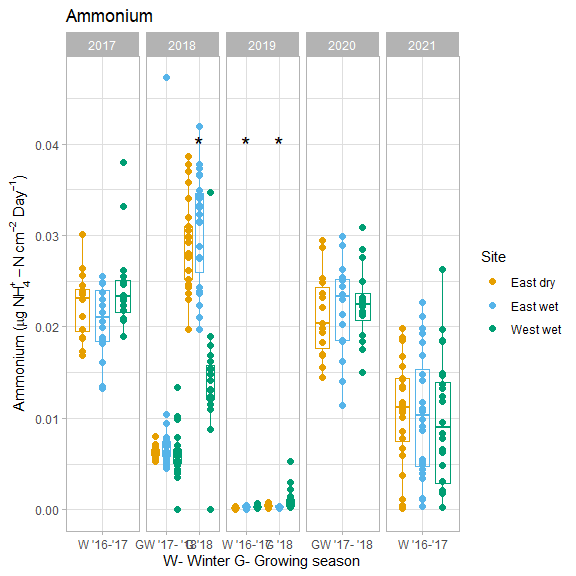 Ammonium
2017 2018 2019 2020 2021
Ammonium (µg NH₄⁺ – N cm⁻² Day⁻¹)
0.04
0.03
0.02
0.01
0.00
* * *
Site
East dry
East wet
West wet
W '16-'17 GW '17- '18 G '18 W '16-'17 G '18 GW '17- '18 W '16-'17
W- Winter G- Growing season